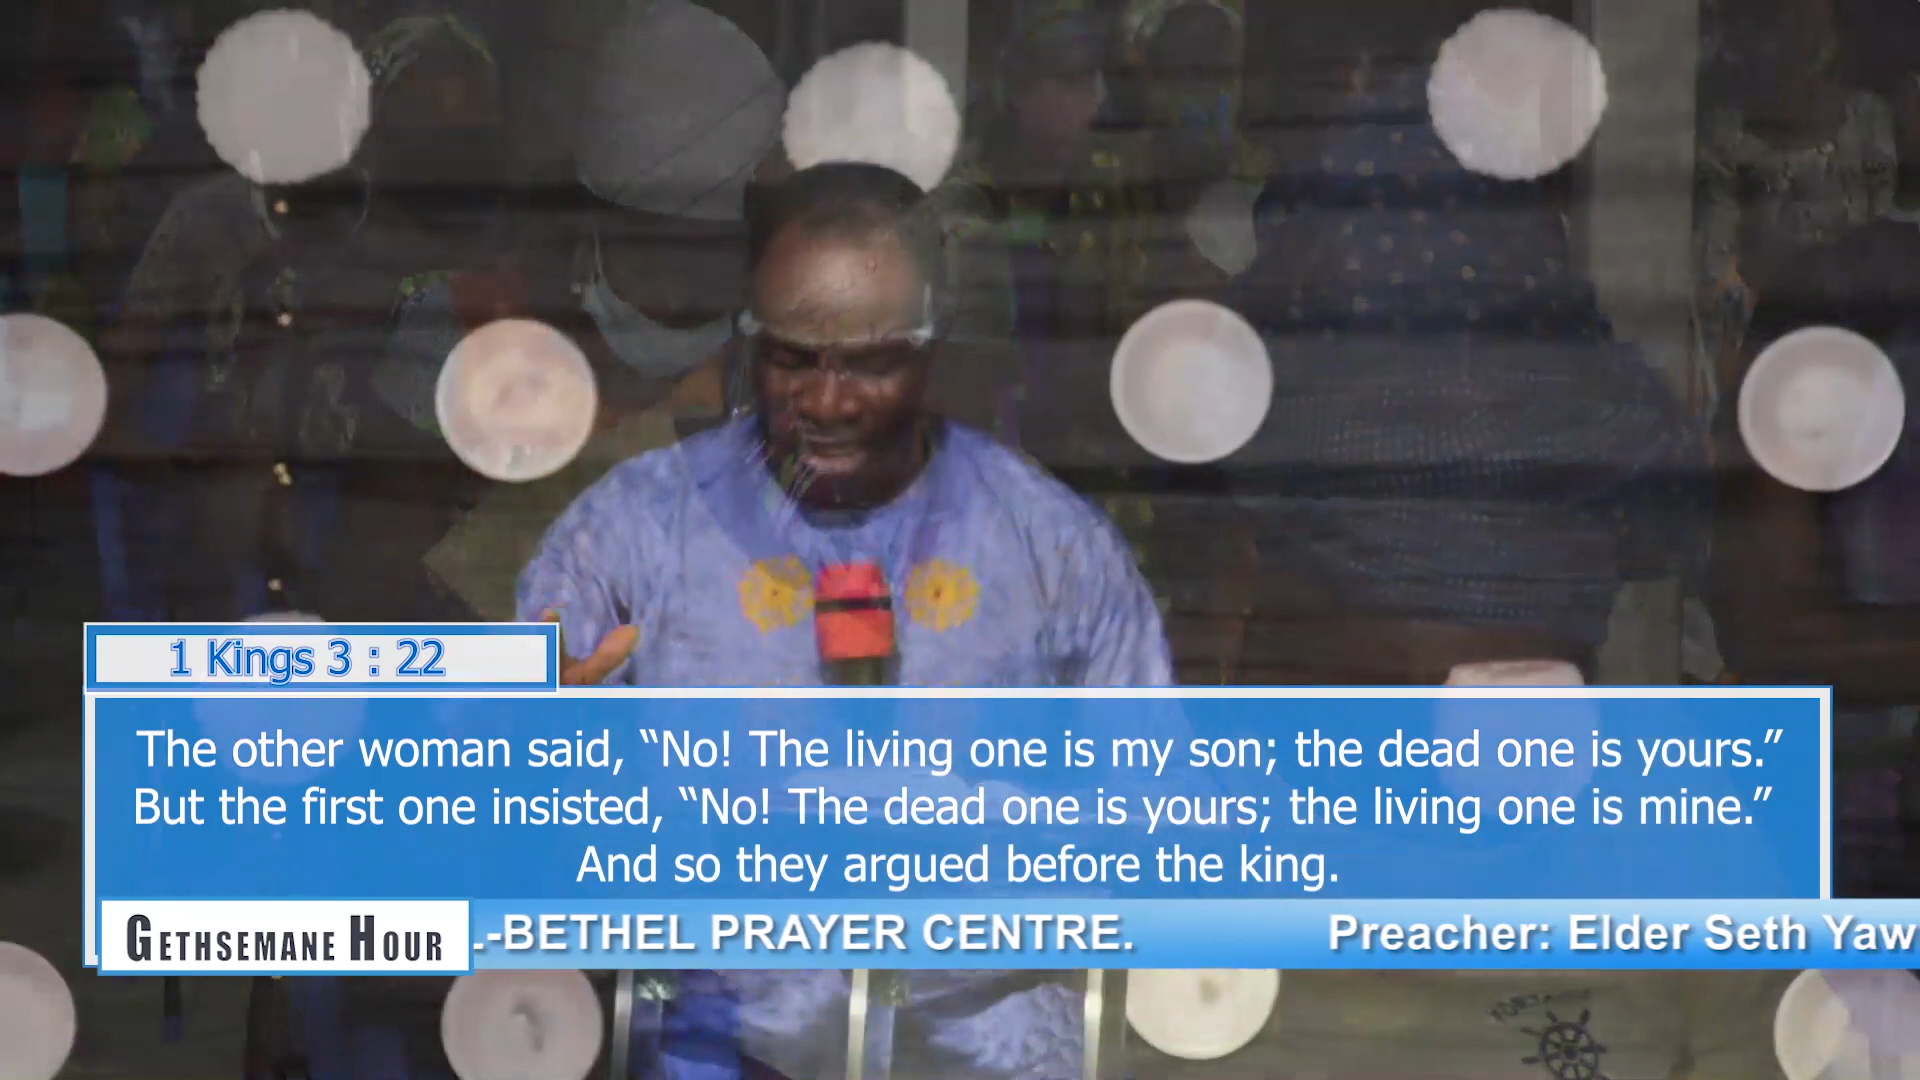 1 Kings 3 : 22
The other woman said, “No! The living one is my son; the dead one is yours.”
But the first one insisted, “No! The dead one is yours; the living one is mine.”
And so they argued before the king.
GETHSEMANE HOUR
-BETHEL PRAYER CENTRE. Preacher: Elder Seth Yaw